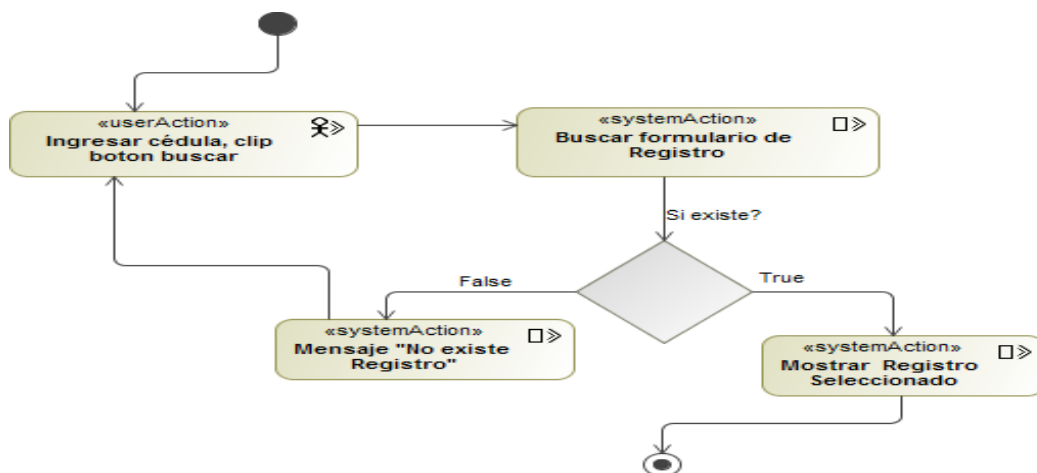 «userAction»
Ingresar cédula, clip
boton buscar
«systemAction»
Buscar formulario de
Registro
Si existe?
False
True
«systemAction»
Mensaje "No existe
Registro"
«systemAction»
Mostrar Registro
Seleccionado